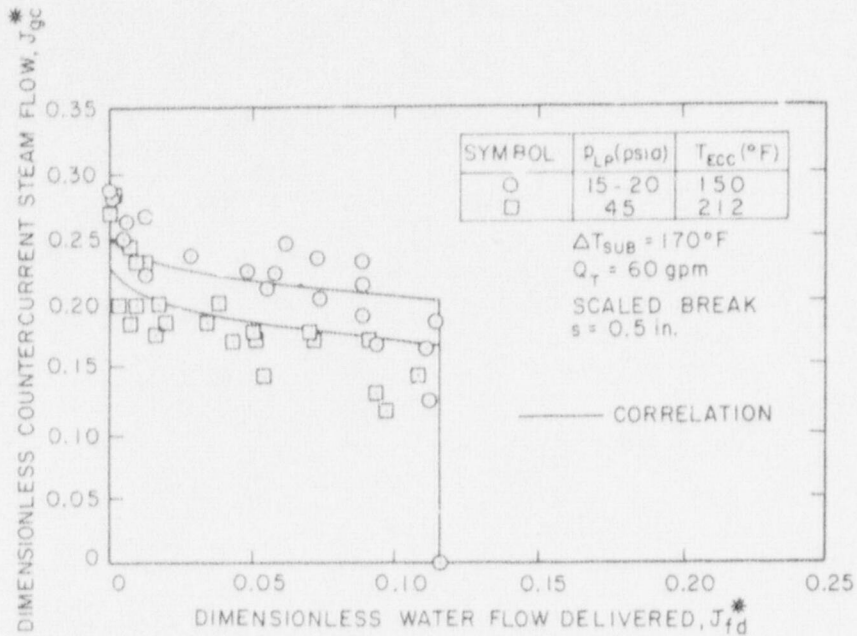 DIMENSIONLESS COUNTERCURRENT STEAM FLOW, J*gc
0.35
0.30
0.25
0.20
0.15
0.10
0.05
0
SYMBOL PLP(psia) TECC(°F)
○ 15-20 150
□ 45 212
ΔTSUB = 170°F
QT = 60 gpm
SCALED BREAK
s = 0.5 in.
CORRELATION
0 0.05 0.10 0.15 0.20 0.25
DIMENSIONLESS WATER FLOW DELIVERED, J*fd